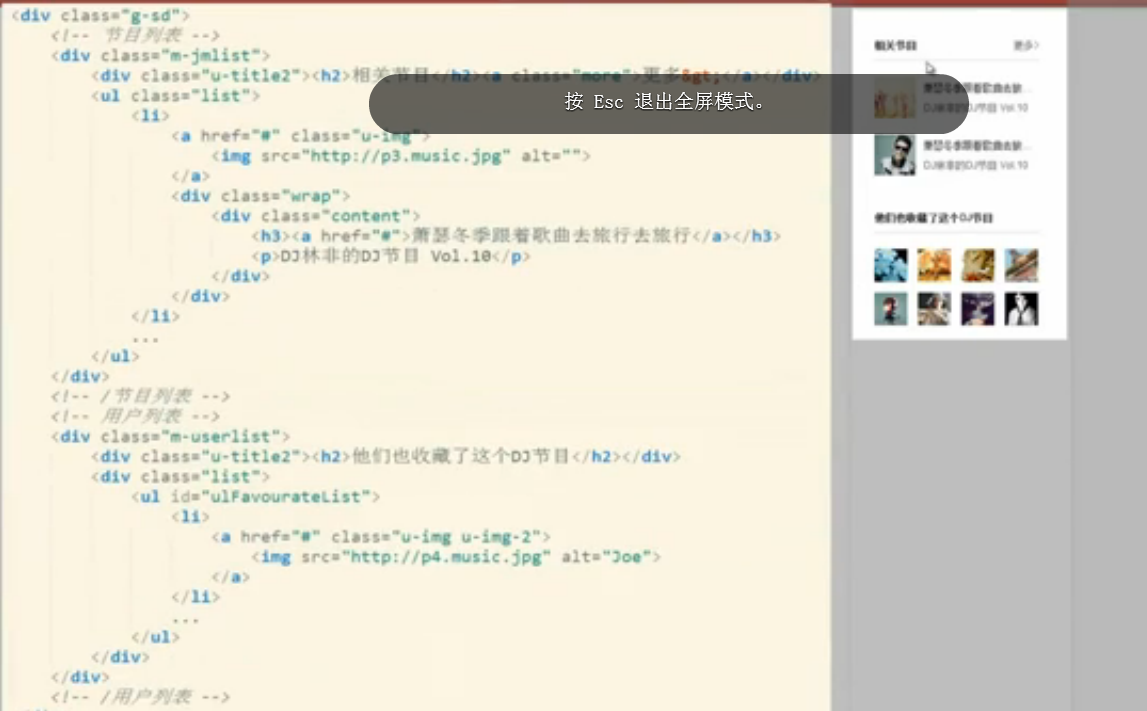 <div class="g-sd">
<!-- 节目列表 -->
<div class="m-jmlist">
<div class="u-title2"><h2>相关节目</h2><a class="more">更多&gt;</a></div>
<ul class="list">
<li>
<a href="#" class="u-img">
<img src="http://p3.music.jpg" alt="">
</a>
<div class="wrap">
<div class="content">
<h3><a href="#">萧瑟冬季跟着歌曲去旅行去旅行</a></h3>
<p>DJ林非的DJ节目 Vol.10</p>
</div>
</div>
</li>
...
</ul>
</div>
<!-- /节目列表 -->
<!-- 用户列表 -->
<div class="m-userlist">
<div class="u-title2"><h2>他们也收藏了这个DJ节目</h2></div>
<div class="list">
<ul id="ulFavourateList">
<li>
<a href="#" class="u-img u-img-2">
<img src="http://p4.music.jpg" alt="Joe">
</a>
</li>
...
</ul>
</div>
</div>
<!-- /用户列表 -->
按 Esc 退出全屏模式。
相关节目 更多>
萧瑟冬季跟着歌曲去旅...
DJ林非的DJ节目 Vol.10
萧瑟冬季跟着歌曲去旅...
DJ林非的DJ节目 Vol.10
他们也收藏了这个DJ节目